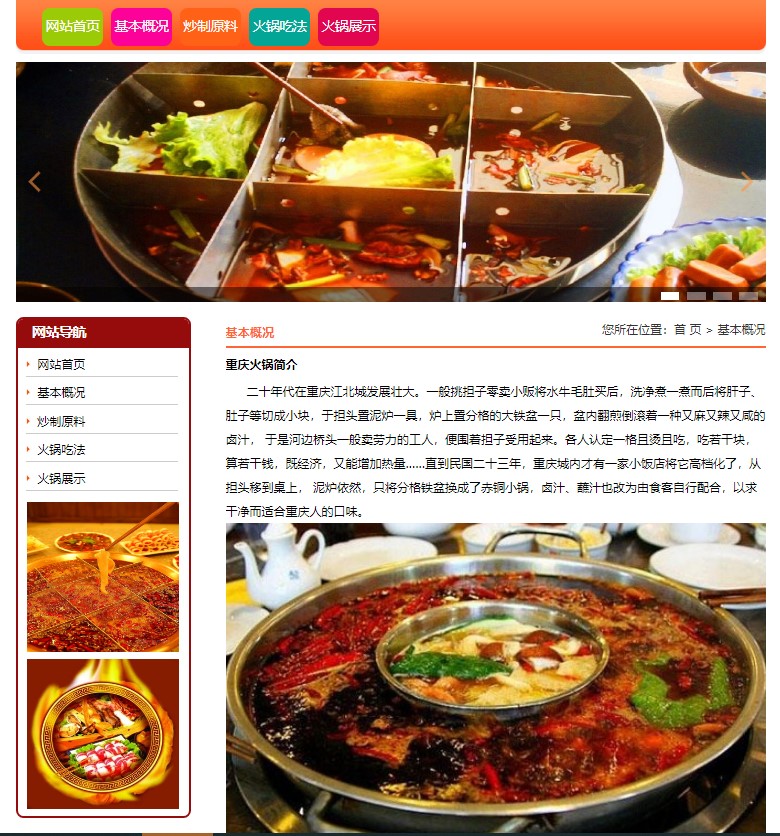 网站首页 基本概况 炒制原料 火锅吃法 火锅展示
网站导航
网站首页
基本概况
炒制原料
火锅吃法
火锅展示
基本概况
您所在位置：首 页 > 基本概况
重庆火锅简介
二十年代在重庆江北城发展壮大。一般挑担子零卖小贩将水牛毛肚买后，洗净煮一煮而后将肝子、
肚子等切成小块，于担头置泥炉一具，炉上置分格的大铁盆一只，盆内翻煎倒滚着一种又麻又辣又咸的
卤汁， 于是河边桥头一般卖劳力的工人，便围着担子受用起来。各人认定一格且烫且吃，吃若干块，
算若干钱，既经济，又能增加热量......直到民国二十三年，重庆城内才有一家小饭店将它高档化了，从
担头移到桌上， 泥炉依然，只将分格铁盆换成了赤铜小锅，卤汁、蘸汁也改为由食客自行配合，以求
干净而适合重庆人的口味。